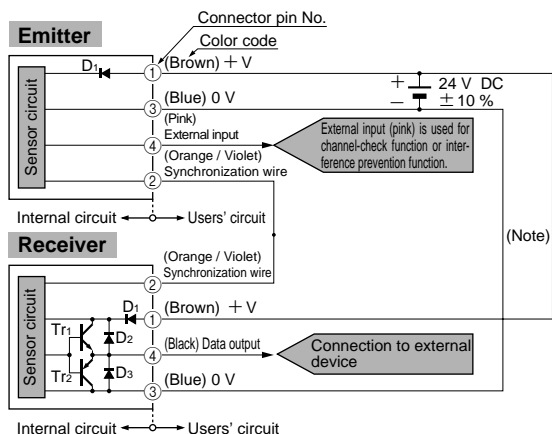 Connector pin No.
Emitter
Color code
D1
1
(Brown) + V
Sensor circuit
3
(Blue) 0 V
+
−
24 V DC
± 10 %
(Pink)
4
External input
External input (pink) is used for
channel-check function or inter-
ference prevention function.
(Orange / Violet)
2
Synchronization wire
Internal circuit
Users' circuit
(Note)
Receiver
(Orange / Violet)
2
Synchronization wire
Sensor circuit
D1
1
(Brown) + V
Tr1
D2
4
(Black) Data output
Connection to external
device
Tr2
D3
3
(Blue) 0 V
Internal circuit
Users' circuit